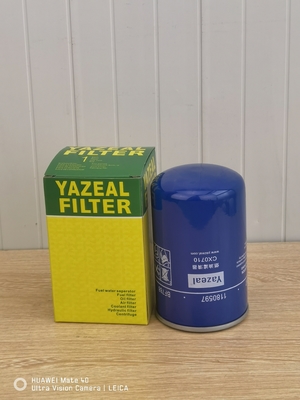 1
YAZEAL
FILTER
YAZEAL
FILTER
Fuel water separator
Fuel filter
Oil filter
Air filter
Coolant filter
Hydraulic filter
Centrifuge
1180597
Yazeal
CX0710
HUAWEI Mate 40
Ultra Vision Camera | LEICA